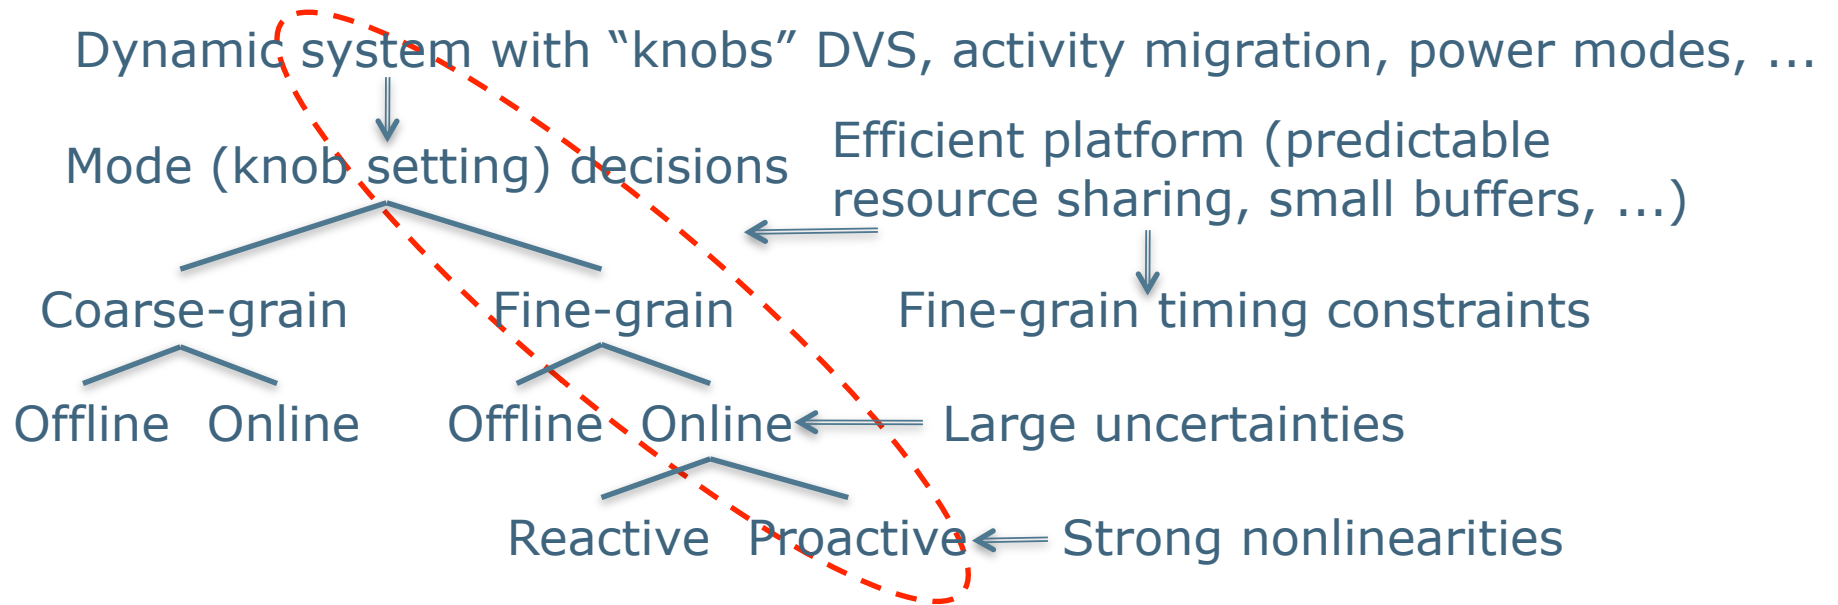 Dynamic system with “knobs” DVS, activity migration, power modes, …
Mode (knob setting) decisions
Efficient platform (predictable
resource sharing, small buffers, …)
Coarse-grain
Fine-grain
Fine-grain timing constraints
Offline
Online
Offline
Online
Large uncertainties
Reactive
Proactive
Strong nonlinearities